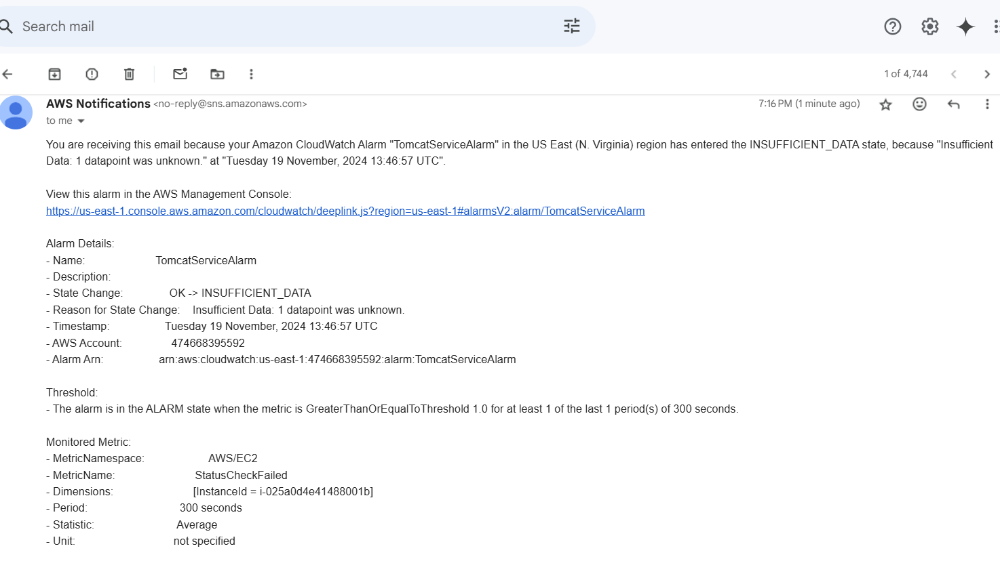 Search mail
1 of 4,744
AWS Notifications <no-reply@sns.amazonaws.com>
7:16 PM (1 minute ago)
to me
You are receiving this email because your Amazon CloudWatch Alarm "TomcatServiceAlarm" in the US East (N. Virginia) region has entered the INSUFFICIENT_DATA state, because "Insufficient
Data: 1 datapoint was unknown." at "Tuesday 19 November, 2024 13:46:57 UTC".
View this alarm in the AWS Management Console:
https://us-east-1.console.aws.amazon.com/cloudwatch/deeplink.js?region=us-east-1#alarmsV2:alarm/TomcatServiceAlarm
Alarm Details:
- Name: TomcatServiceAlarm
- Description:
- State Change: OK -> INSUFFICIENT_DATA
- Reason for State Change: Insufficient Data: 1 datapoint was unknown.
- Timestamp: Tuesday 19 November, 2024 13:46:57 UTC
- AWS Account: 474668395592
- Alarm Arn: arn:aws:cloudwatch:us-east-1:474668395592:alarm:TomcatServiceAlarm
Threshold:
- The alarm is in the ALARM state when the metric is GreaterThanOrEqualToThreshold 1.0 for at least 1 of the last 1 period(s) of 300 seconds.
Monitored Metric:
- MetricNamespace: AWS/EC2
- MetricName: StatusCheckFailed
- Dimensions: [InstanceId = i-025a0d4e41488001b]
- Period: 300 seconds
- Statistic: Average
- Unit: not specified